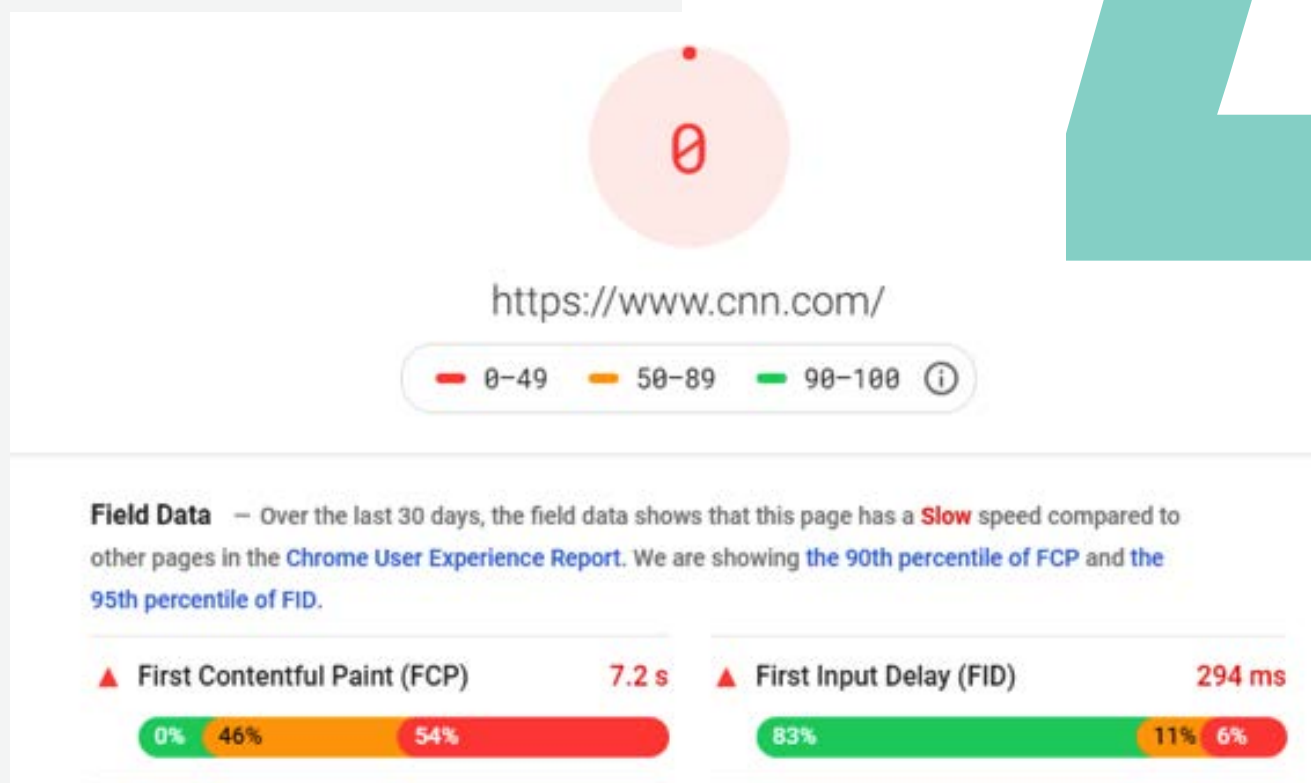 0
https://www.cnn.com/
0–49 50–89 90–100
Field Data — Over the last 30 days, the field data shows that this page has a Slow speed compared to
other pages in the Chrome User Experience Report. We are showing the 90th percentile of FCP and the
95th percentile of FID.
First Contentful Paint (FCP) 7.2 s
0% 46% 54%
First Input Delay (FID) 294 ms
83% 11% 6%